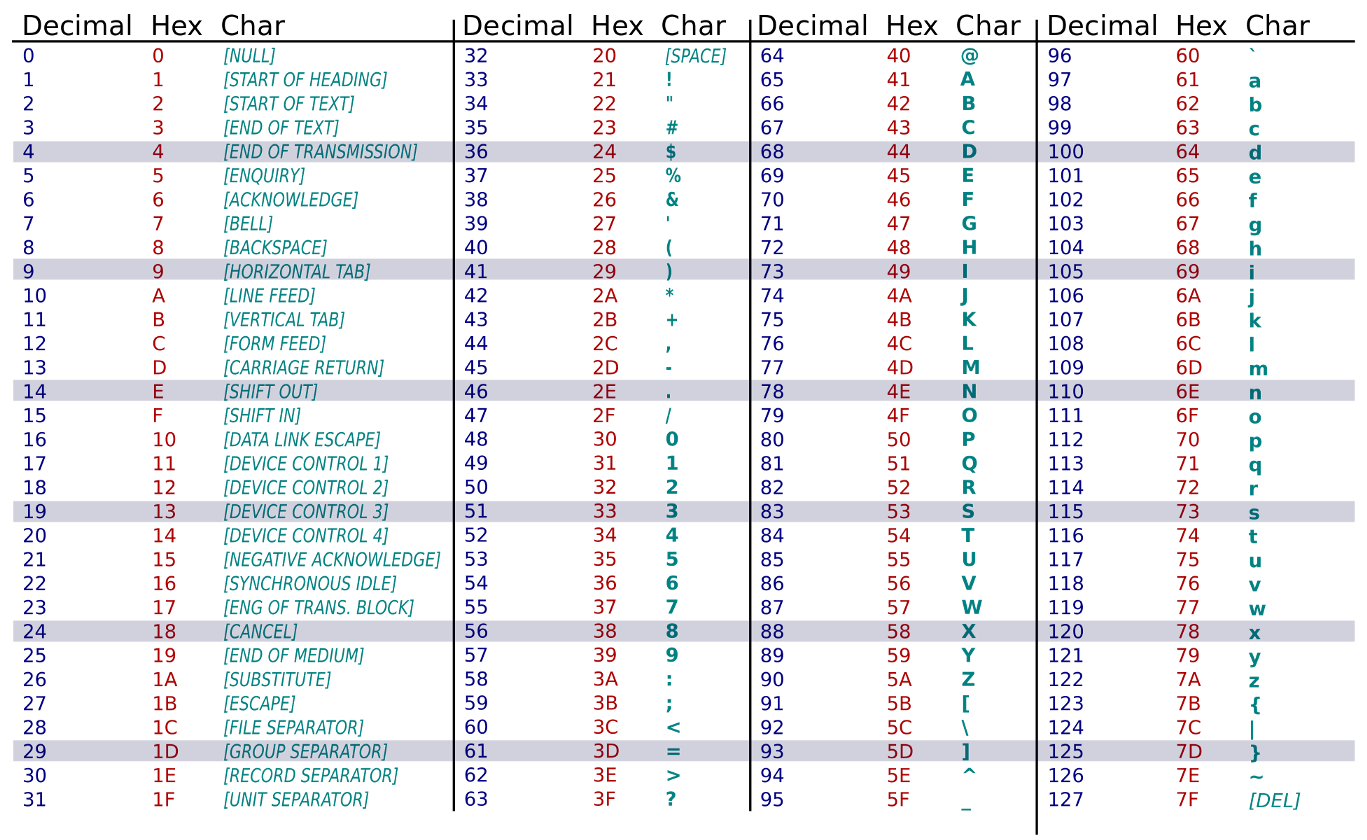 Decimal Hex Char Decimal Hex Char Decimal Hex Char Decimal Hex Char
0 0 [NULL] 32 20 [SPACE] 64 40 @ 96 60 `
1 1 [START OF HEADING] 33 21 ! 65 41 A 97 61 a
2 2 [START OF TEXT] 34 22 " 66 42 B 98 62 b
3 3 [END OF TEXT] 35 23 # 67 43 C 99 63 c
4 4 [END OF TRANSMISSION] 36 24 $ 68 44 D 100 64 d
5 5 [ENQUIRY] 37 25 % 69 45 E 101 65 e
6 6 [ACKNOWLEDGE] 38 26 & 70 46 F 102 66 f
7 7 [BELL] 39 27 ' 71 47 G 103 67 g
8 8 [BACKSPACE] 40 28 ( 72 48 H 104 68 h
9 9 [HORIZONTAL TAB] 41 29 ) 73 49 I 105 69 i
10 A [LINE FEED] 42 2A * 74 4A J 106 6A j
11 B [VERTICAL TAB] 43 2B + 75 4B K 107 6B k
12 C [FORM FEED] 44 2C , 76 4C L 108 6C l
13 D [CARRIAGE RETURN] 45 2D - 77 4D M 109 6D m
14 E [SHIFT OUT] 46 2E . 78 4E N 110 6E n
15 F [SHIFT IN] 47 2F / 79 4F O 111 6F o
16 10 [DATA LINK ESCAPE] 48 30 0 80 50 P 112 70 p
17 11 [DEVICE CONTROL 1] 49 31 1 81 51 Q 113 71 q
18 12 [DEVICE CONTROL 2] 50 32 2 82 52 R 114 72 r
19 13 [DEVICE CONTROL 3] 51 33 3 83 53 S 115 73 s
20 14 [DEVICE CONTROL 4] 52 34 4 84 54 T 116 74 t
21 15 [NEGATIVE ACKNOWLEDGE] 53 35 5 85 55 U 117 75 u
22 16 [SYNCHRONOUS IDLE] 54 36 6 86 56 V 118 76 v
23 17 [ENG OF TRANS. BLOCK] 55 37 7 87 57 W 119 77 w
24 18 [CANCEL] 56 38 8 88 58 X 120 78 x
25 19 [END OF MEDIUM] 57 39 9 89 59 Y 121 79 y
26 1A [SUBSTITUTE] 58 3A : 90 5A Z 122 7A z
27 1B [ESCAPE] 59 3B ; 91 5B [ 123 7B {
28 1C [FILE SEPARATOR] 60 3C < 92 5C \ 124 7C |
29 1D [GROUP SEPARATOR] 61 3D = 93 5D ] 125 7D }
30 1E [RECORD SEPARATOR] 62 3E > 94 5E ^ 126 7E ~
31 1F [UNIT SEPARATOR] 63 3F ? 95 5F _ 127 7F [DEL]